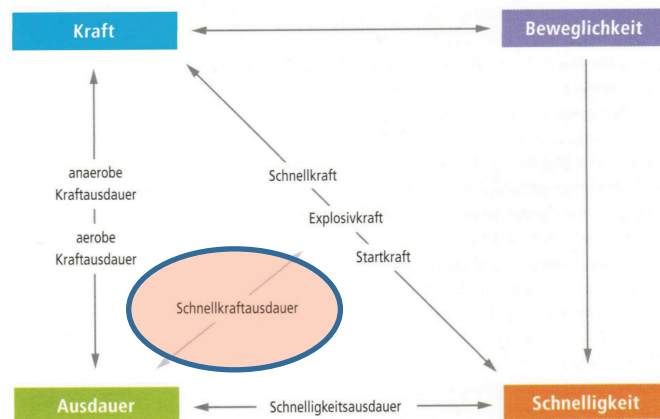 Kraft
Beweglichkeit
anaerobe
Kraftausdauer
aerobe
Kraftausdauer
Schnellkraft
Explosivkraft
Startkraft
Schnellkraftausdauer
Ausdauer
Schnelligkeitsausdauer
Schnelligkeit